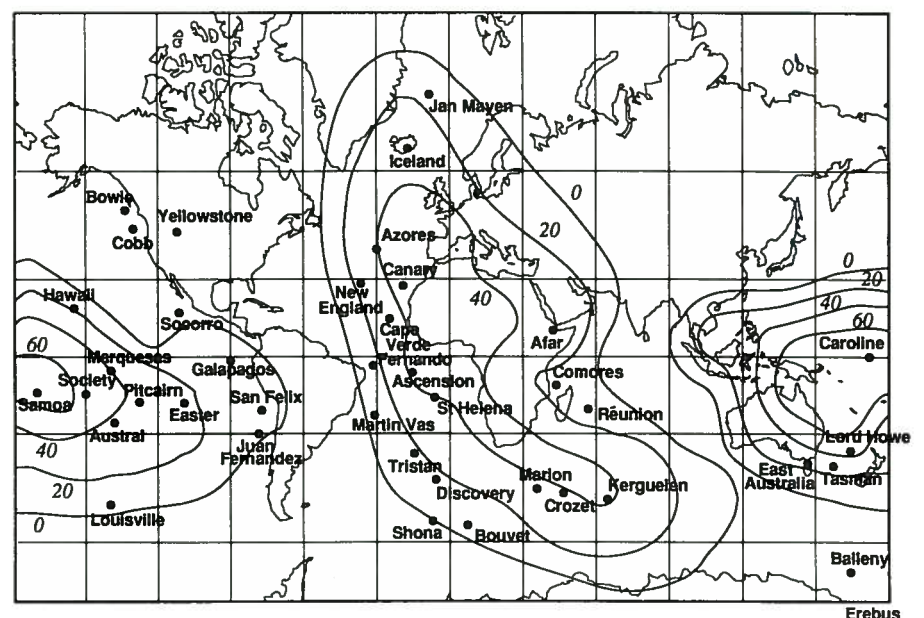 Jan Mayen
Iceland
0
Bowie
Yellowstone
20
Cobb
Azores
0
Canary
20
Hawaii
New
England
40
40
Socorro
Capa
Verde
60
60
Afar
Caroline
Marqueses
Fernando
Galapagos
Comores
Society
Ascension
Pitcairn
San Felix
Samoa
Easter
St Helena
Réunion
Martin Vas
Austral
Juan
Fernandez
Lord Howe
40
Tristan
East
Australia
Tasman
Marion
Kerguelen
20
Discovery
Crozet
Louisville
0
Shona
Bouvet
Balleny
Erebus